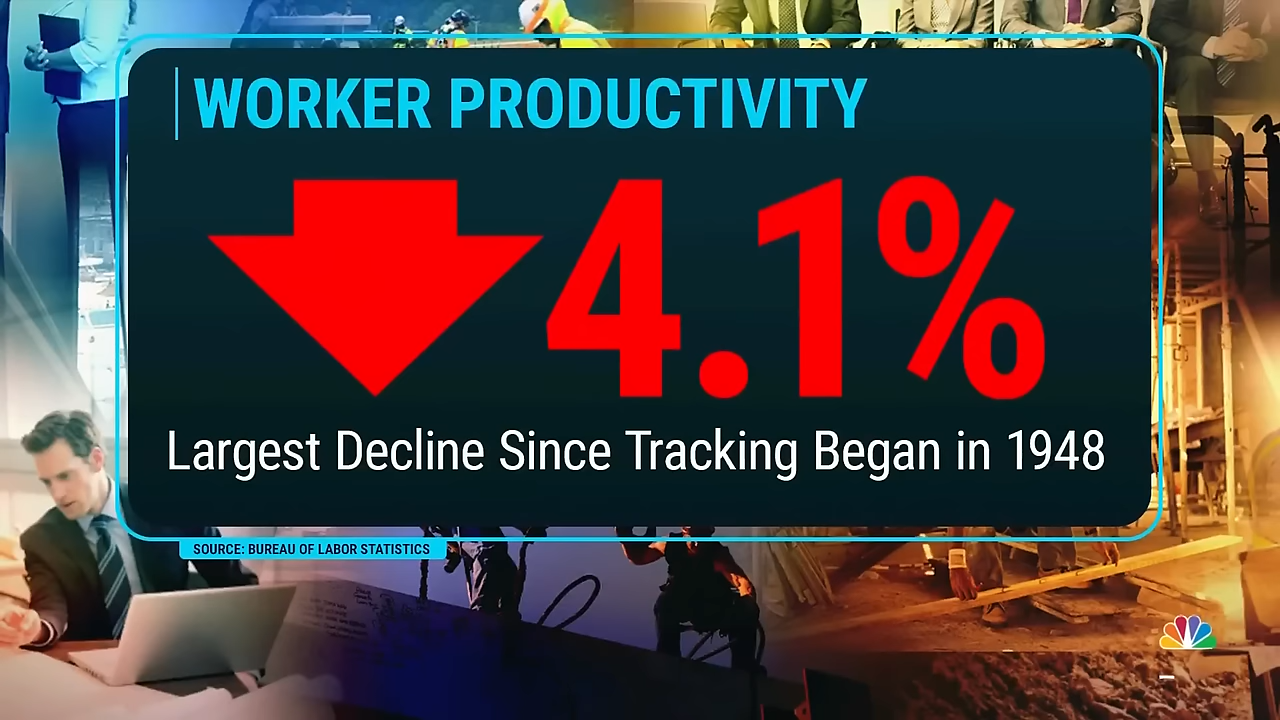 WORKER PRODUCTIVITY
4.1%
Largest Decline Since Tracking Began in 1948
SOURCE: BUREAU OF LABOR STATISTICS